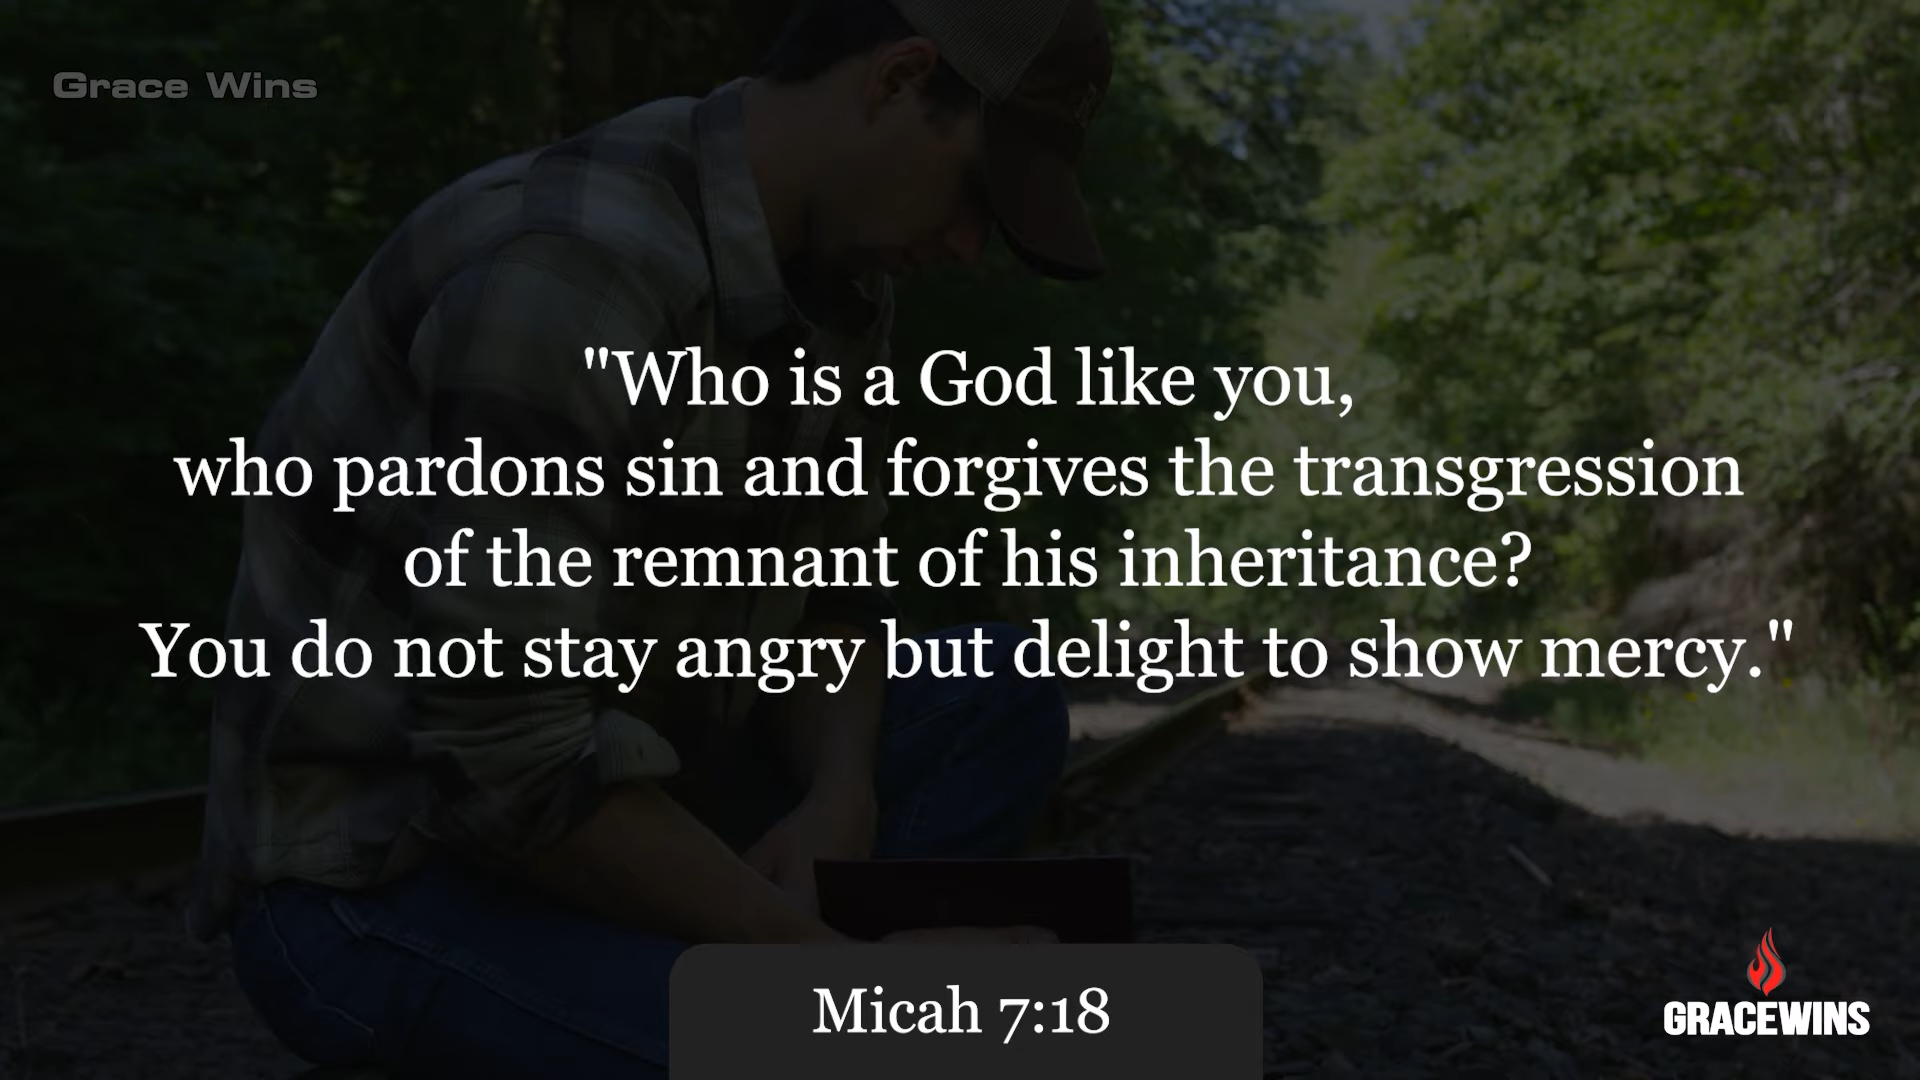 Grace Wins
"Who is a God like you,
who pardons sin and forgives the transgression
of the remnant of his inheritance?
You do not stay angry but delight to show mercy."
Micah 7:18
GRACEWINS